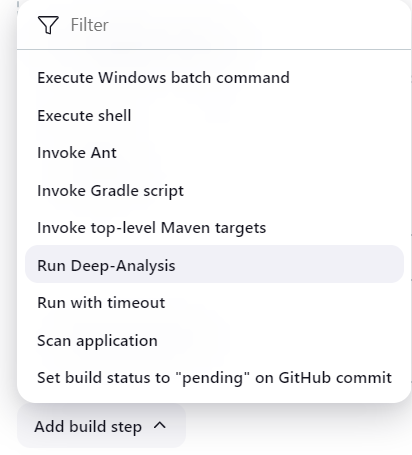 Filter
Execute Windows batch command
Execute shell
Invoke Ant
Invoke Gradle script
Invoke top-level Maven targets
Run Deep-Analysis
Run with timeout
Scan application
Set build status to "pending" on GitHub commit
Add build step